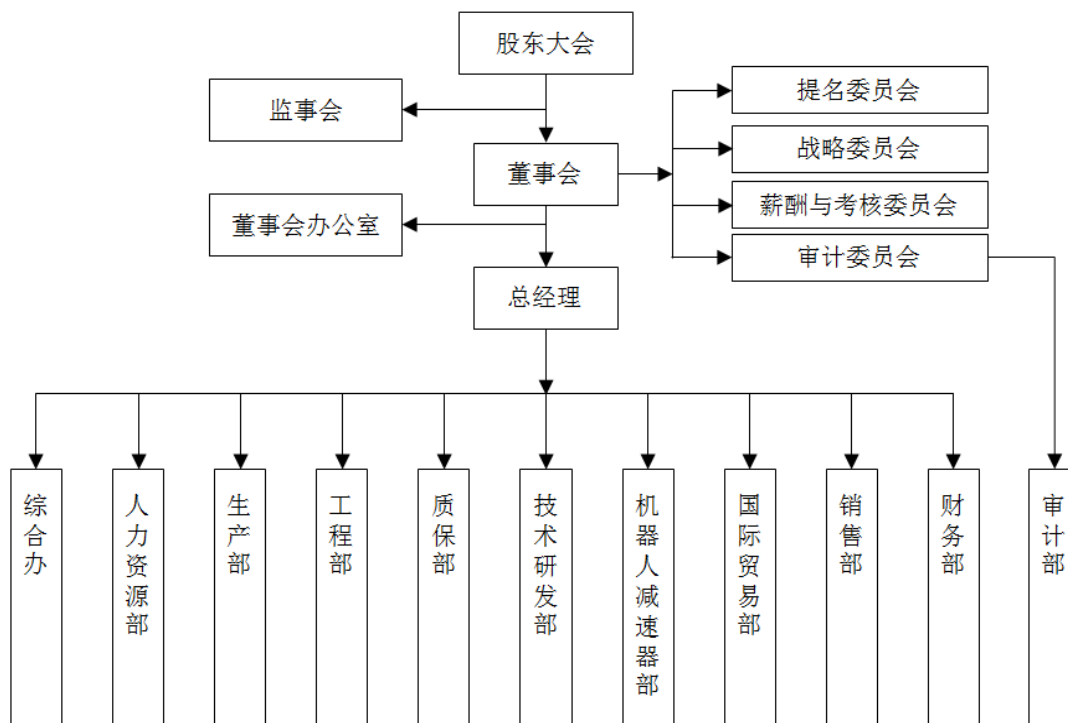 股东大会
监事会
提名委员会
董事会
战略委员会
董事会办公室
薪酬与考核委员会
审计委员会
总经理
综合办
人力资源部
生产部
工程部
质保部
技术研发部
机器人减速器部
国际贸易部
销售部
财务部
审计部